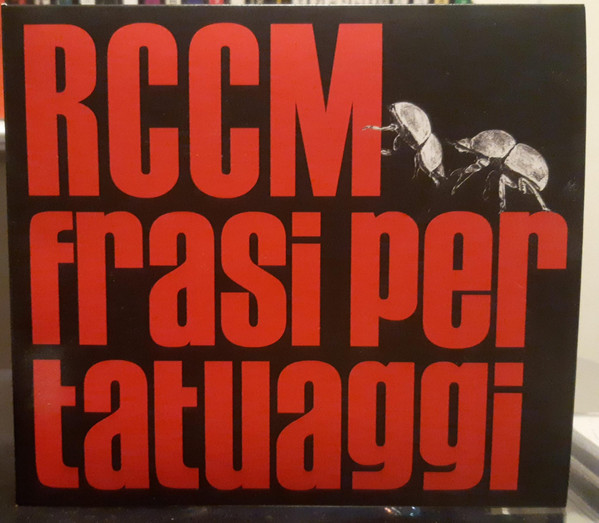 RCCM
frasi per
tatuaggi